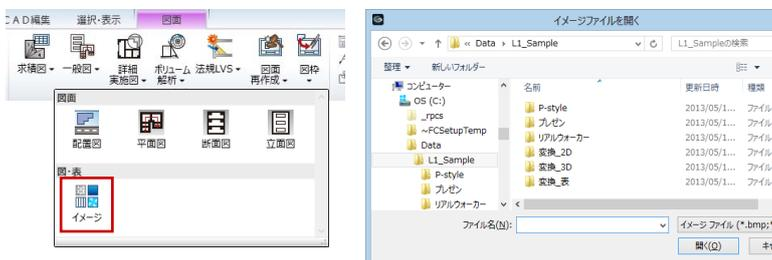 CAD編集 選択・表示 図面
求積図 一般図 詳細 ボリューム 法規LVS 図面 図枠
実施図 解析 再作成
図面
配置図 平面図 断面図 立面図
図・表
イメージ
イメージファイルを開く
« Data ▸ L1_Sample L1_Sampleの検索
整理 新しいフォルダー
コンピューター
OS (C:)
_rpcs
~FCSetupTemp
Data
L1_Sample
P-style
プレゼン
リアルウォーカー
名前 更新日時 種類
P-style 2013/05/1... ファイル
プレゼン 2013/05/1... ファイル
リアルウォーカー 2013/05/1... ファイル
変換_2D 2013/05/1... ファイル
変換_3D 2013/05/1... ファイル
変換_表 2013/05/1... ファイル
ファイル名(N): イメージ ファイル (*.bmp;
開く(O) キ